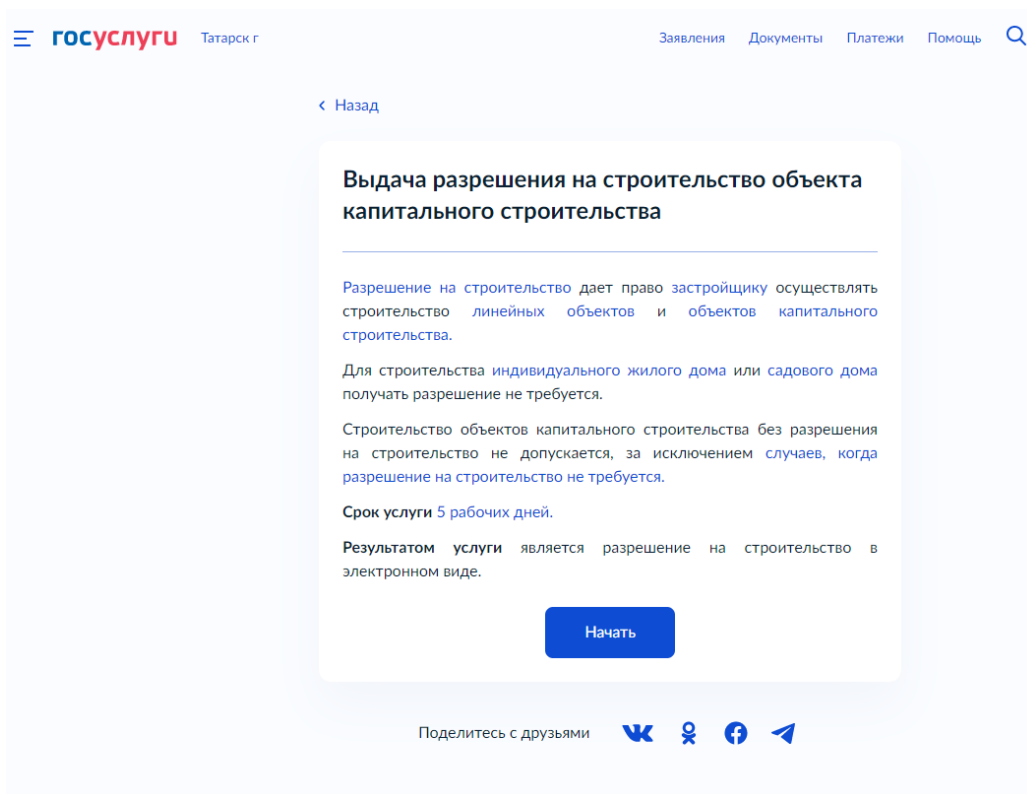 госуслуги Татарск г Заявления Документы Платежи Помощь
Назад
Выдача разрешения на строительство объекта
капитального строительства
Разрешение на строительство дает право застройщику осуществлять
строительство линейных объектов и объектов капитального
строительства.
Для строительства индивидуального жилого дома или садового дома
получать разрешение не требуется.
Строительство объектов капитального строительства без разрешения
на строительство не допускается, за исключением случаев, когда
разрешение на строительство не требуется.
Срок услуги 5 рабочих дней.
Результатом услуги является разрешение на строительство в
электронном виде.
Начать
Поделитесь с друзьями